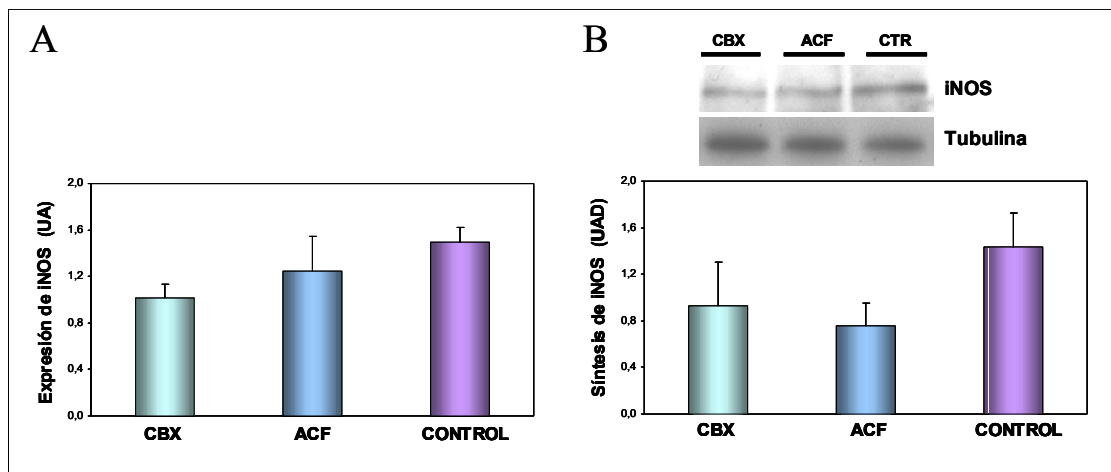 A
Expresión de iNOS (UA)
2,0
1,6
1,2
0,8
0,4
0,0
CBX ACF CONTROL
B
CBX ACF CTR
iNOS
Tubulina
Síntesis de iNOS (UAD)
2,0
1,6
1,2
0,8
0,4
0,0
CBX ACF CONTROL